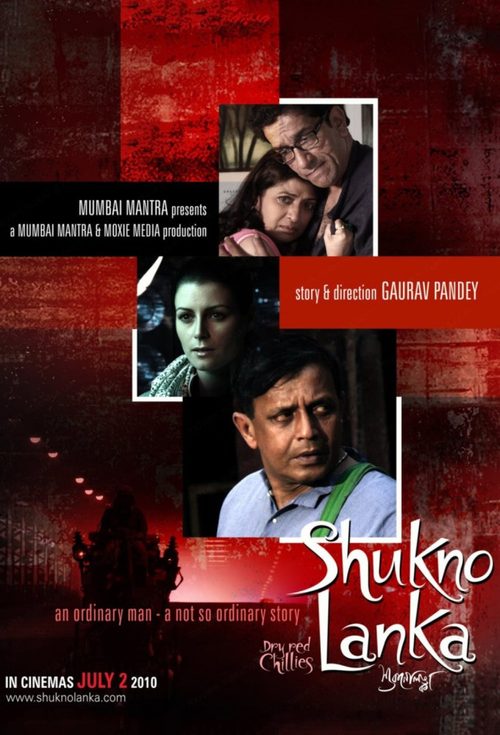 MUMBAI MANTRA presents
a MUMBAI MANTRA & MOXIE MEDIA production
story & direction GAURAV PANDEY
Shukno
an ordinary man - a not so ordinary story
Lanka
Dry red
Chillies
IN CINEMAS JULY 2 2010
www.shuknolanka.com